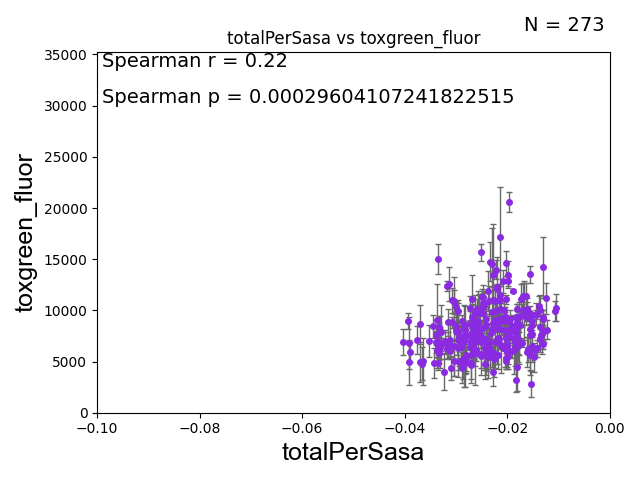 N = 273
totalPerSasa vs toxgreen_fluor
Spearman r = 0.22
Spearman p = 0.00029604107241822515
toxgreen_fluor
35000
30000
25000
20000
15000
10000
5000
0
−0.10 −0.08 −0.06 −0.04 −0.02 0.00
totalPerSasa